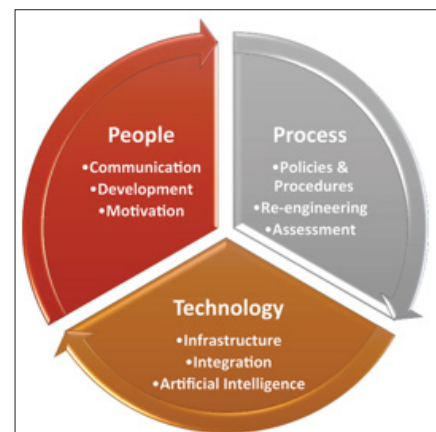 People
•Communication
•Development
•Motivation
Process
•Policies &
Procedures
•Re-engineering
•Assessment
Technology
•Infrastructure
•Integration
•Artificial Intelligence